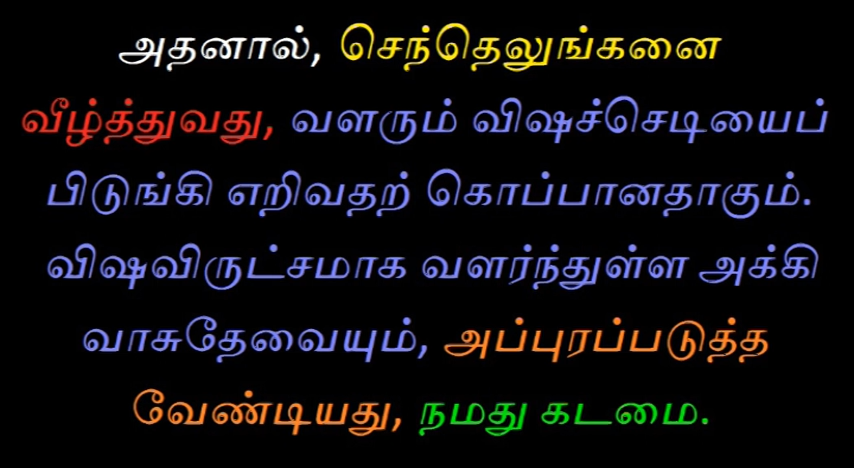 அதனால், செந்தெலுங்கனை
வீழ்த்துவது, வளரும் விஷச்செடியைப்
பிடுங்கி எறிவதற் கொப்பானதாகும்.
விஷவிருட்சமாக வளர்ந்துள்ள அக்கி
வாசுதேவையும், அப்புரப்படுத்த
வேண்டியது, நமது கடமை.